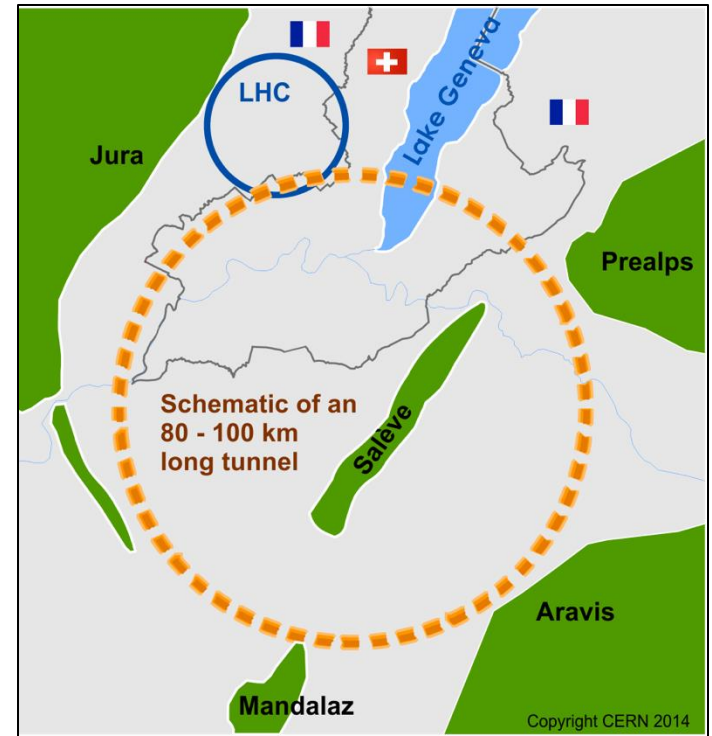 LHC
Lake Geneva
Jura
Prealps
Schematic of an
80 - 100 km
long tunnel
Salève
Aravis
Mandalaz
Copyright CERN 2014